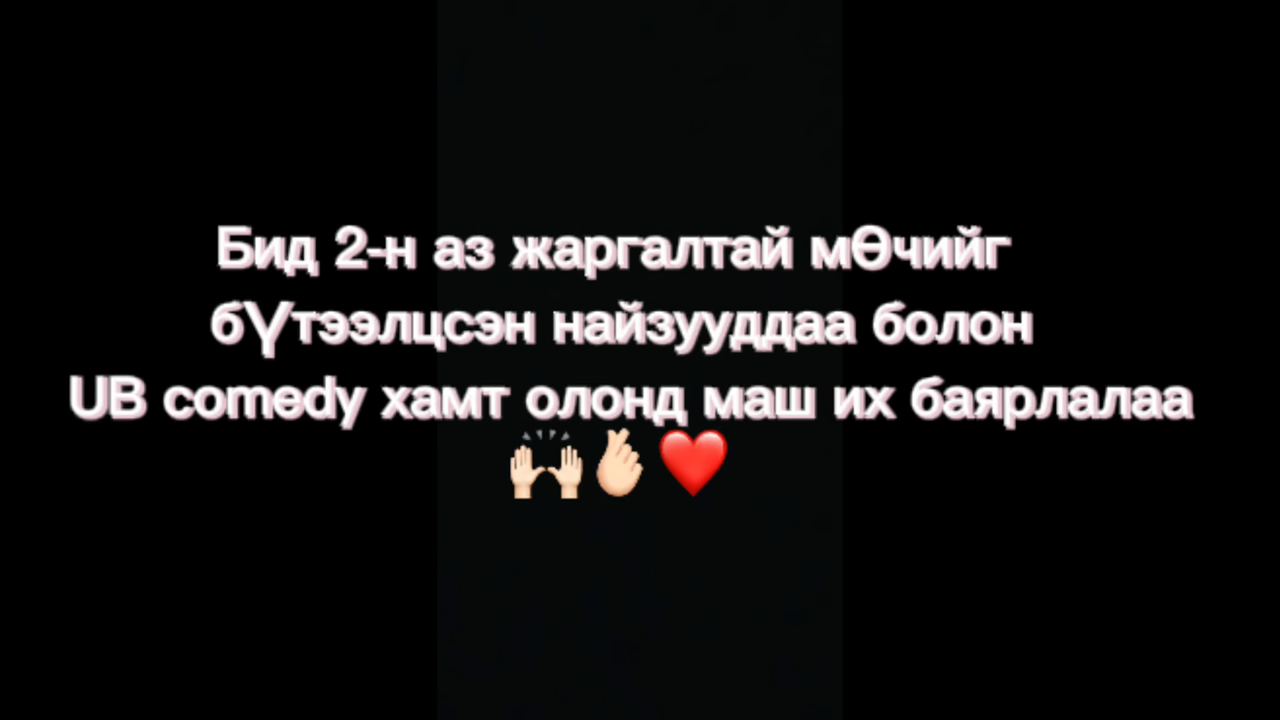 Бид 2-н аз жаргалтай мӨчийг
бҮтээлцсэн найзууддаа болон
UB comedy хамт олонд маш их баярлалаа
🙌🏻🫰🏻❤️